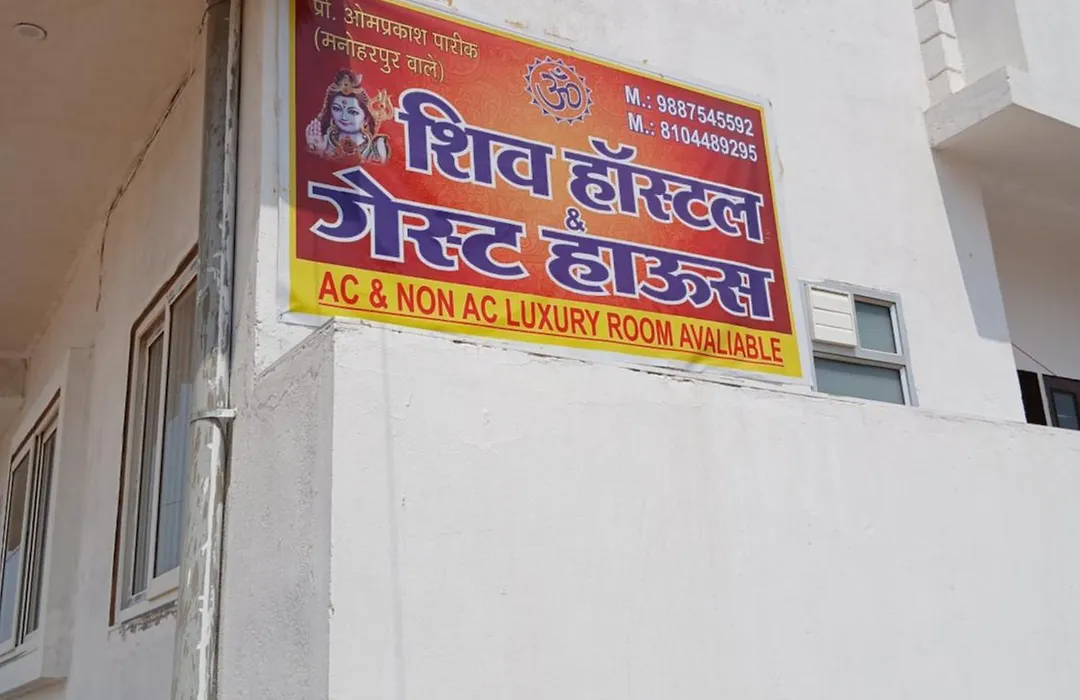 प्रो. ओमप्रकाश पारीक
(मनोहरपुर वाले)
ॐ
M.: 9887545592
M.: 8104489295
शिव हॉस्टल
&
गेस्ट हाऊस
AC & NON AC LUXURY ROOM AVALIABLE